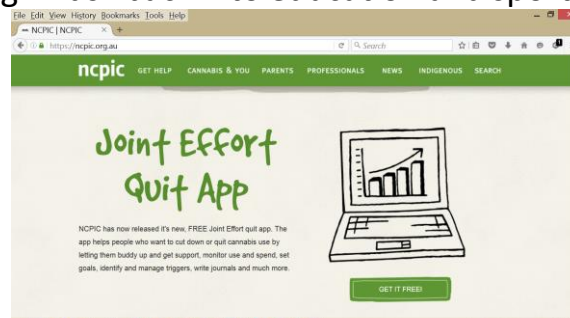 File Edit View History Bookmarks Tools Help
NCPIC | NCPIC
https://ncpic.org.au
Search
ncpic GET HELP CANNABIS & YOU PARENTS PROFESSIONALS NEWS INDIGENOUS SEARCH
Joint Effort
Quit App
NCPIC has now released it's new, FREE Joint Effort quit app. The
app helps people who want to cut down or quit cannabis use by
letting them buddy up and get support, monitor use and spend, set
goals, identify and manage triggers, write journals and much more.
GET IT FREE!